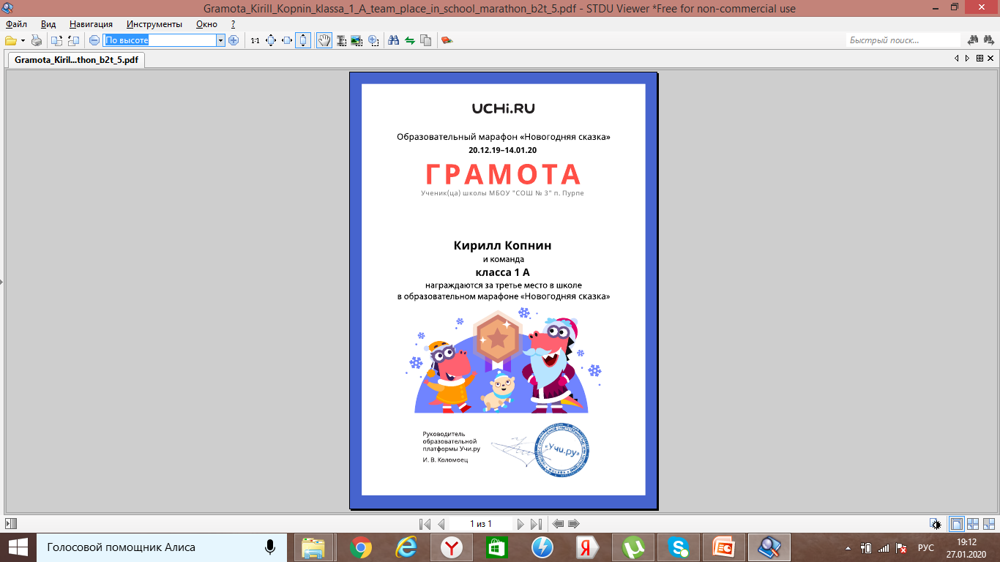 Gramota_Kirill_Kopnin_klassa_1_A_team_place_in_school_marathon_b2t_5.pdf - STDU Viewer *Free for non-commercial use
Файл Вид Навигация Инструменты Окно ?
По высоте
1:1
Быстрый поиск...
Gramota_Kiril...thon_b2t_5.pdf
UCHi.RU
Образовательный марафон «Новогодняя сказка»
20.12.19–14.01.20
ГРАМОТА
Ученик(ца) школы МБОУ "СОШ № 3" п. Пурпе
Кирилл Копнин
и команда
класса 1 А
награждаются за третье место в школе
в образовательном марафоне «Новогодняя сказка»
Руководитель
образовательной
платформы Учи.ру
И. В. Коломоец
«Учи.ру»
1 из 1
Голосовой помощник Алиса
РУС
19:12
27.01.2020